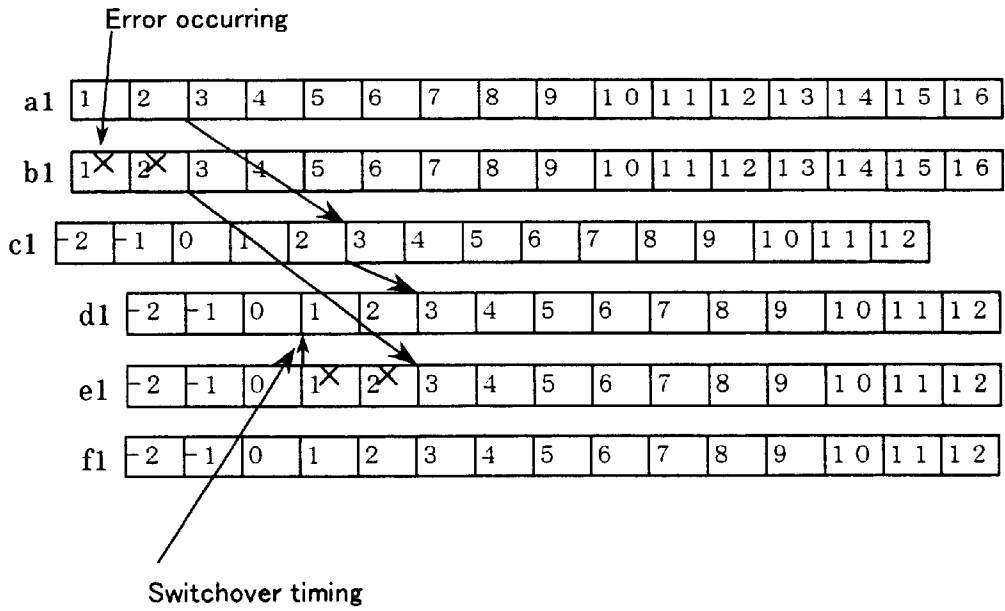 Error occurring
a1 1 2 3 4 5 6 7 8 9 10 11 12 13 14 15 16
b1 1 2 3 4 5 6 7 8 9 10 11 12 13 14 15 16
c1 -2 -1 0 1 2 3 4 5 6 7 8 9 10 11 12
d1 -2 -1 0 1 2 3 4 5 6 7 8 9 10 11 12
e1 -2 -1 0 1 2 3 4 5 6 7 8 9 10 11 12
f1 -2 -1 0 1 2 3 4 5 6 7 8 9 10 11 12
Switchover timing